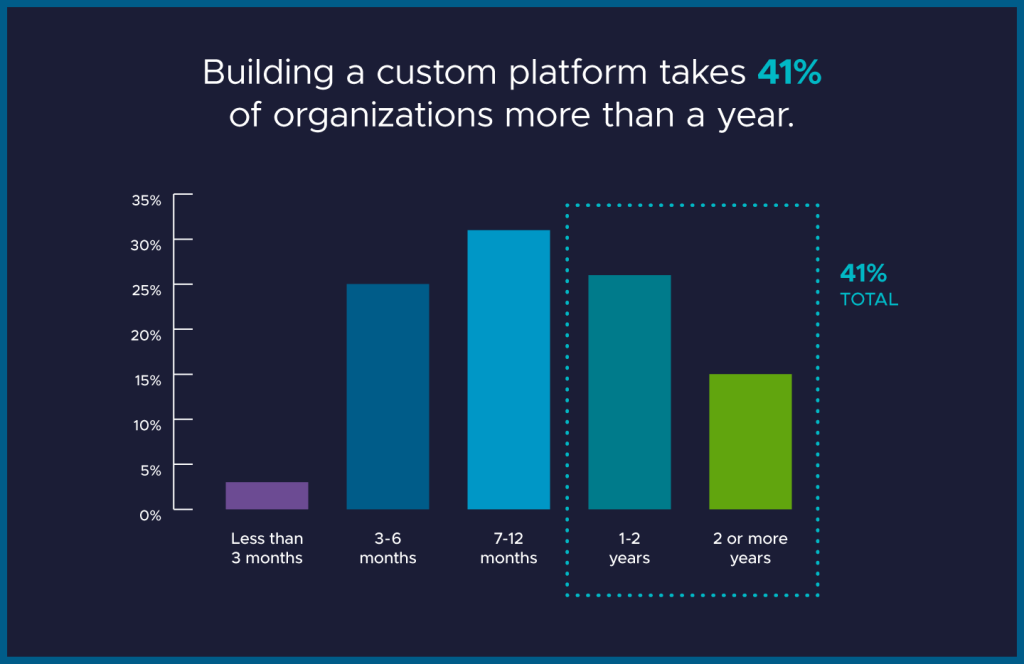 Building a custom platform takes 41%
of organizations more than a year.
35%
30%
25%
20%
15%
10%
5%
0%
41%
TOTAL
Less than
3 months
3-6
months
7-12
months
1-2
years
2 or more
years